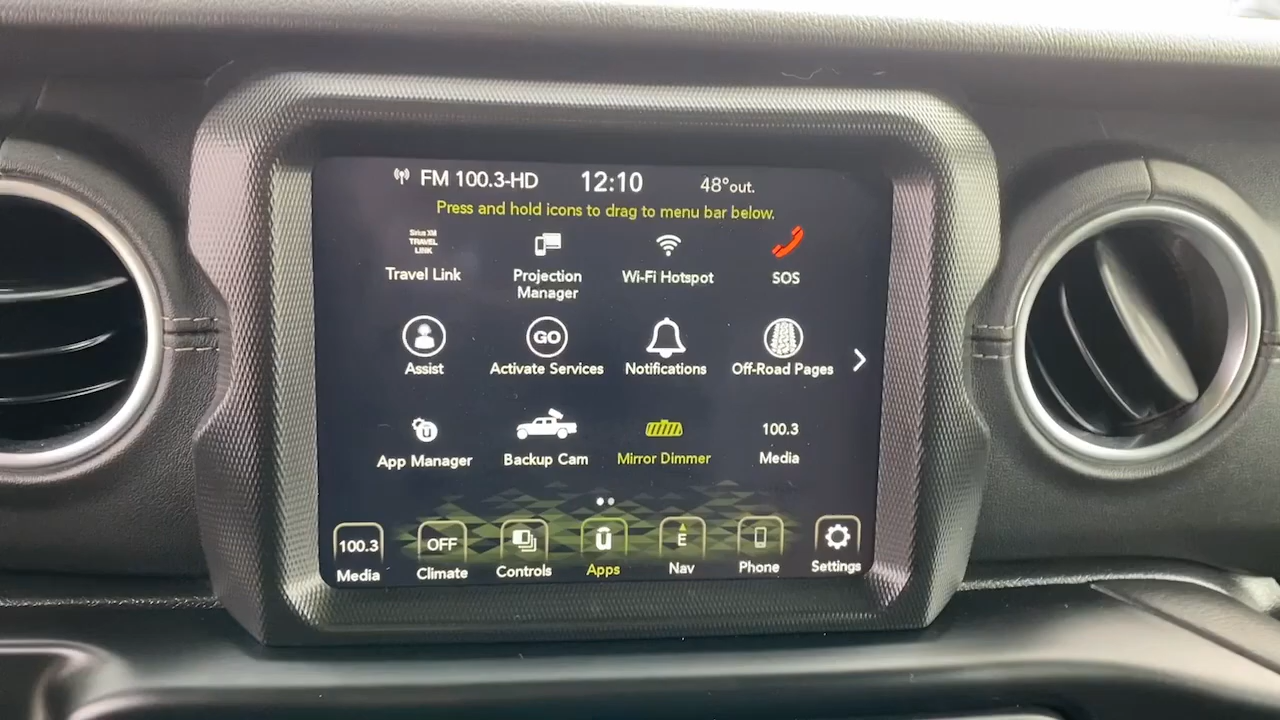 FM 100.3-HD 12:10 48°out.
Press and hold icons to drag to menu bar below.
Sirius XM
TRAVEL
LINK
Travel Link
Projection
Manager
Wi-Fi Hotspot
SOS
Assist
GO
Activate Services
Notifications
Off-Road Pages
u
App Manager
Backup Cam
Mirror Dimmer
100.3
Media
100.3
Media
OFF
Climate
Controls
u
Apps
E
Nav
Phone
Settings